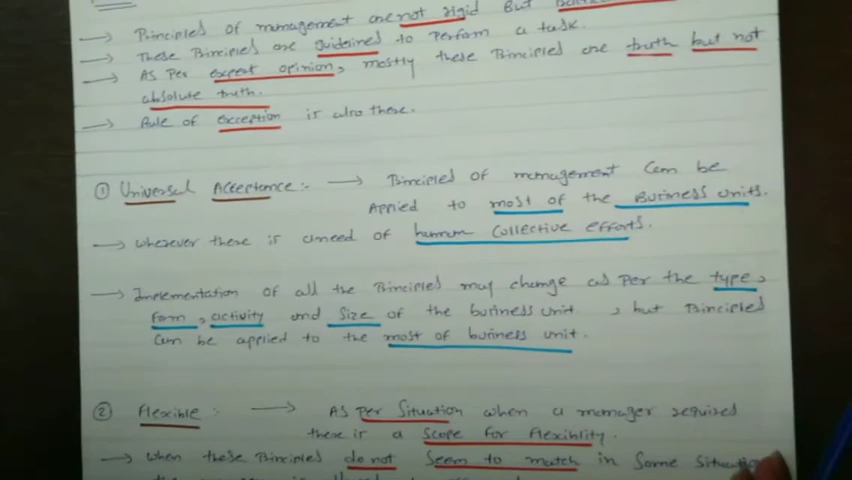 → Principles of management are not rigid But
→ These Principles are Guidelines to perform a task.
→ As per expert opinion, mostly these Principles are truth but not
absolute truth.
→ Rule of exception is also there.
① Universal Acceptance :- → Principles of management can be
Applied to most of the Business units.
→ wherever there is a need of human collective efforts.
→ Implementation of all the Principles may change as per the type,
form, activity and size of the business unit, but Principles
can be applied to the most of business unit.
② Flexible :- → As per Situation when a manager required
there is a scope for flexiblity.
→ when these Principles do not seem to match in some situation